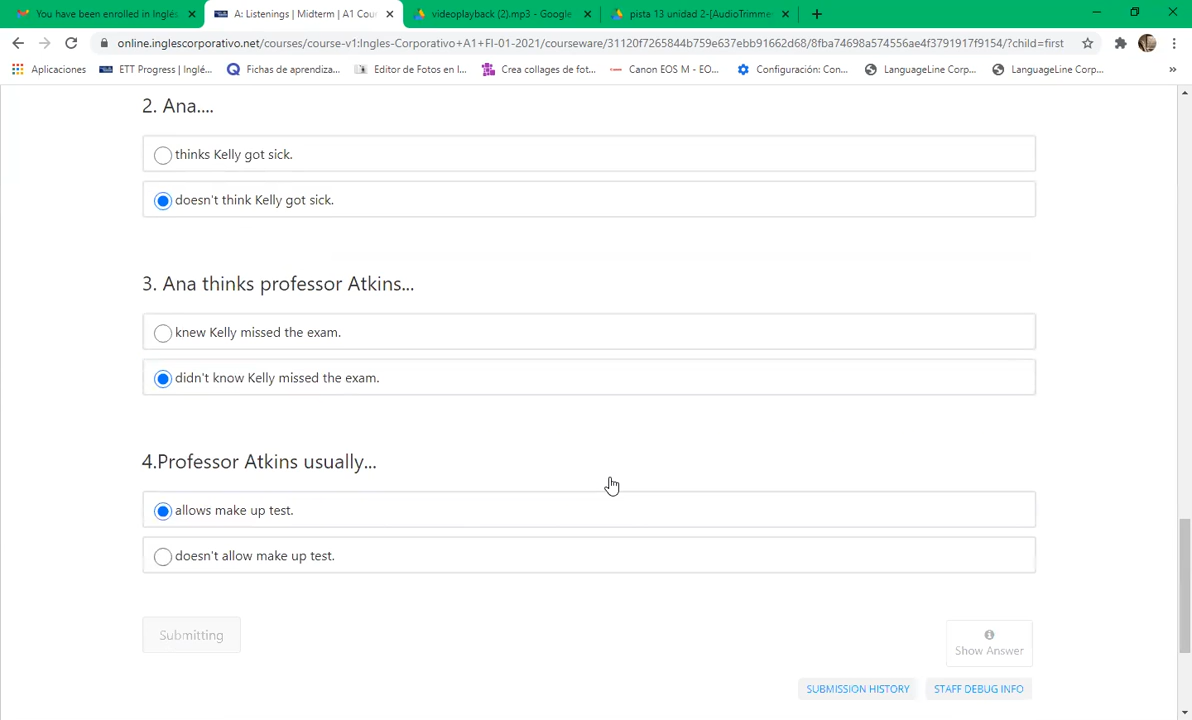 You have been enrolled in Inglés
A: Listenings | Midterm | A1 Cou
videoplayback (2).mp3 - Google
pista 13 unidad 2-[AudioTrimme
online.inglescorporativo.net/courses/course-v1:Ingles-Corporativo+A1+FI-01-2021/courseware/31120f7265844b759e637ebb91662d68/8fba74698a574556ae4f3791917f9154/?child=first
Aplicaciones
ETT Progress | Inglé...
Fichas de aprendiza...
Editor de Fotos en l...
Crea collages de fot...
Canon EOS M - EO...
Configuración: Con...
LanguageLine Corp...
LanguageLine Corp...
»
2. Ana....
thinks Kelly got sick.
doesn't think Kelly got sick.
3. Ana thinks professor Atkins...
knew Kelly missed the exam.
didn't know Kelly missed the exam.
4.Professor Atkins usually...
allows make up test.
doesn't allow make up test.
Submitting
Show Answer
SUBMISSION HISTORY
STAFF DEBUG INFO